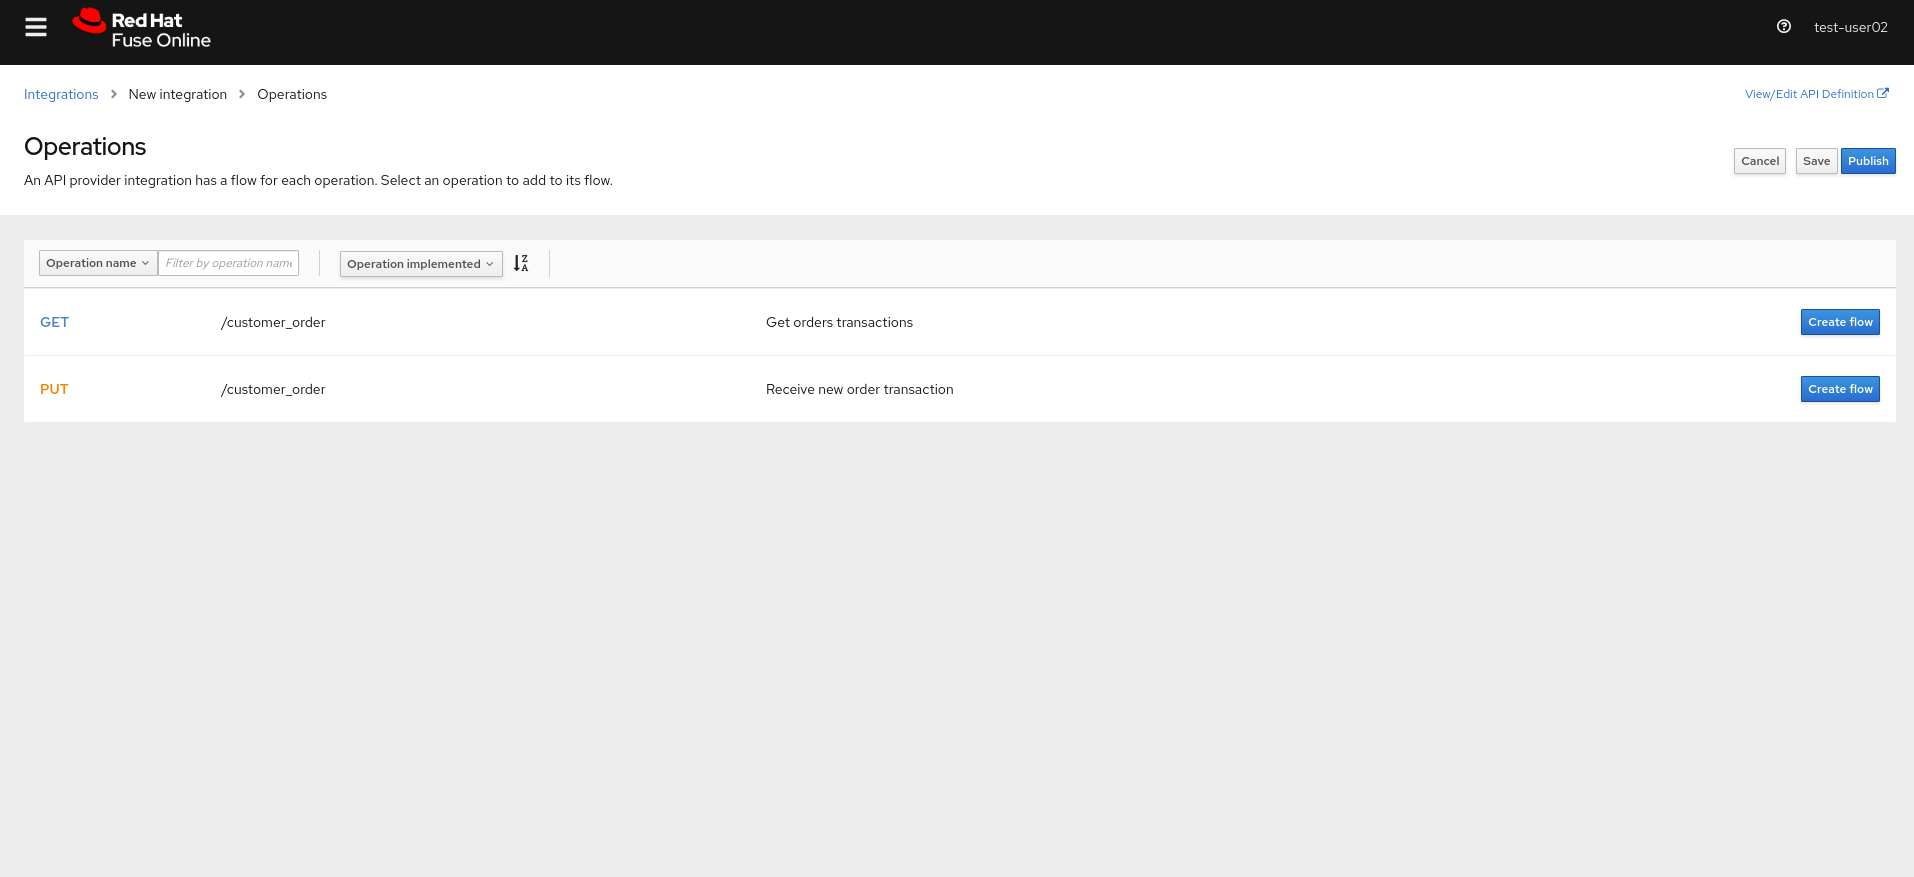 Red Hat
Fuse Online
test-user02
Integrations > New integration > Operations
View/Edit API Definition
Operations
An API provider integration has a flow for each operation. Select an operation to add to its flow.
Cancel Save Publish
Operation name Filter by operation name Operation implemented
GET /customer_order Get orders transactions Create flow
PUT /customer_order Receive new order transaction Create flow